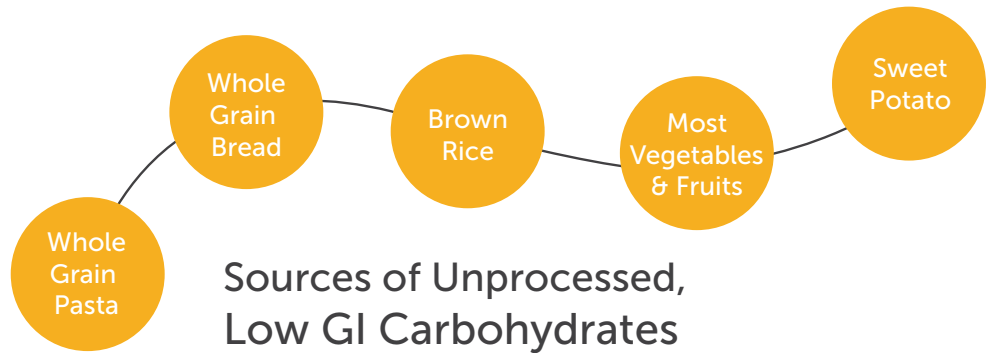 Whole
Grain
Pasta
Whole
Grain
Bread
Brown
Rice
Most
Vegetables
& Fruits
Sweet
Potato
Sources of Unprocessed,
Low GI Carbohydrates